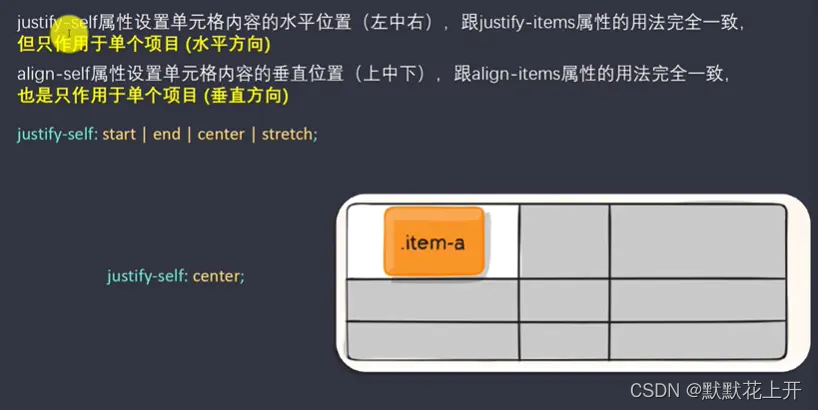 justify-self属性设置单元格内容的水平位置（左中右），跟justify-items属性的用法完全一致，
但只作用于单个项目 (水平方向)
align-self属性设置单元格内容的垂直位置（上中下），跟align-items属性的用法完全一致，
也是只作用于单个项目 (垂直方向)
justify-self: start | end | center | stretch;
.item-a
justify-self: center;
CSDN @默默花上开